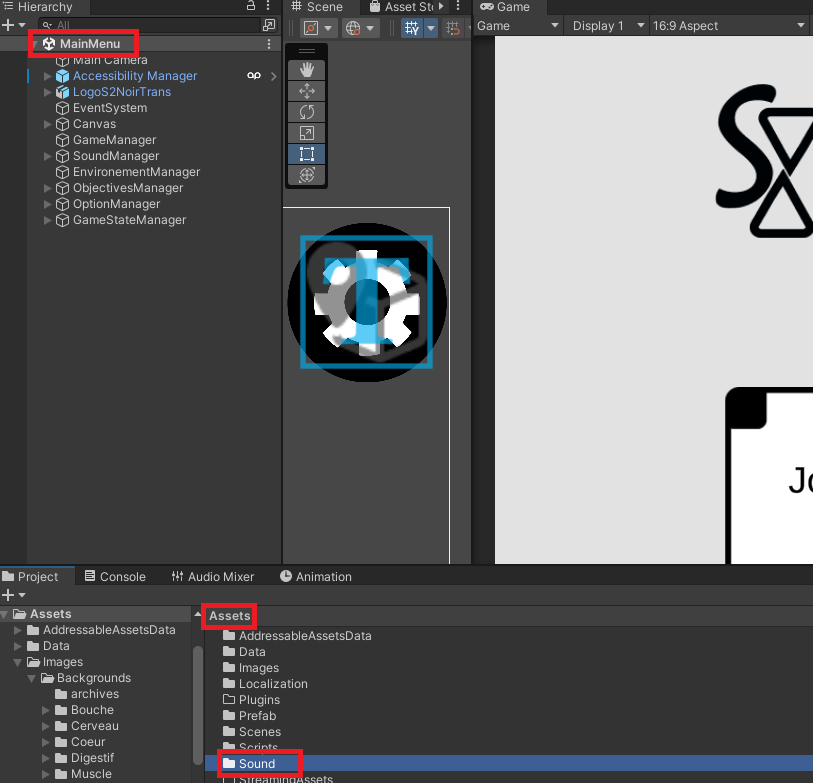 Hierarchy
All
MainMenu
Main Camera
Accessibility Manager
LogoS2NoirTrans
EventSystem
Canvas
GameManager
SoundManager
EnvironementManager
ObjectivesManager
OptionManager
GameStateManager
Scene
Asset Sto
Game
Game Display 1 16:9 Aspect
Jo
Project Console Audio Mixer Animation
Assets
AddressableAssetsData
Data
Images
Backgrounds
archives
Bouche
Cerveau
Coeur
Digestif
Muscle
Assets
AddressableAssetsData
Data
Images
Localization
Plugins
Prefab
Scenes
Scripts
Sound
StreamingAssets